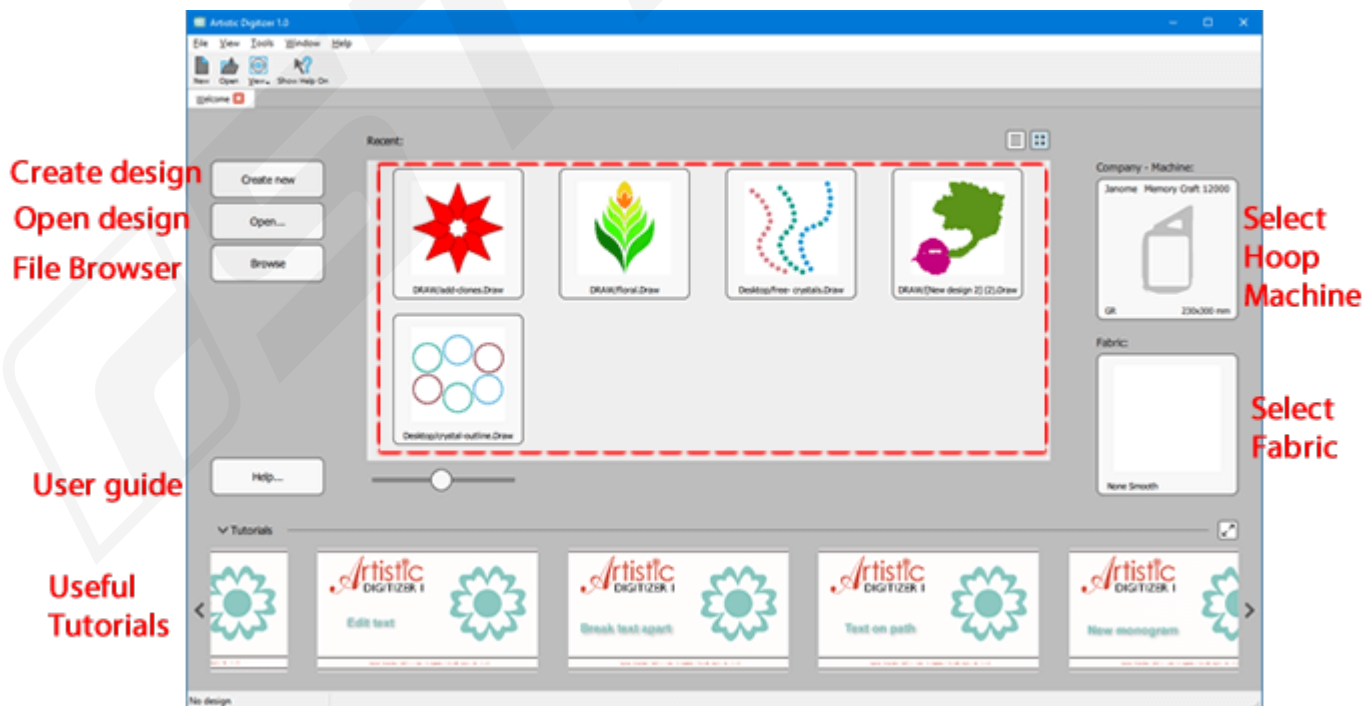 Artistic Digitizer 1.0
File View Tools Window Help
New Open View Show Help On
Welcome
Recent:
Create design
Create new
Open design
Open...
File Browser
Browse
DRAW/add-clones.Draw
DRAW/floral.Draw
Desktop/free- crystals.Draw
DRAW/[New design 2] (2).Draw
Desktop/crystal-outline.Draw
Company - Machine:
Janome Memory Craft 12000
GR 230x300 mm
Select
Hoop
Machine
Fabric:
None Smooth
Select
Fabric
User guide
Help...
Tutorials
Useful
Tutorials
Artistic
DIGITIZER 1
Edit text
Artistic
DIGITIZER 1
Break text apart
Artistic
DIGITIZER 1
Text on path
Artistic
DIGITIZER 1
New monogram
No design